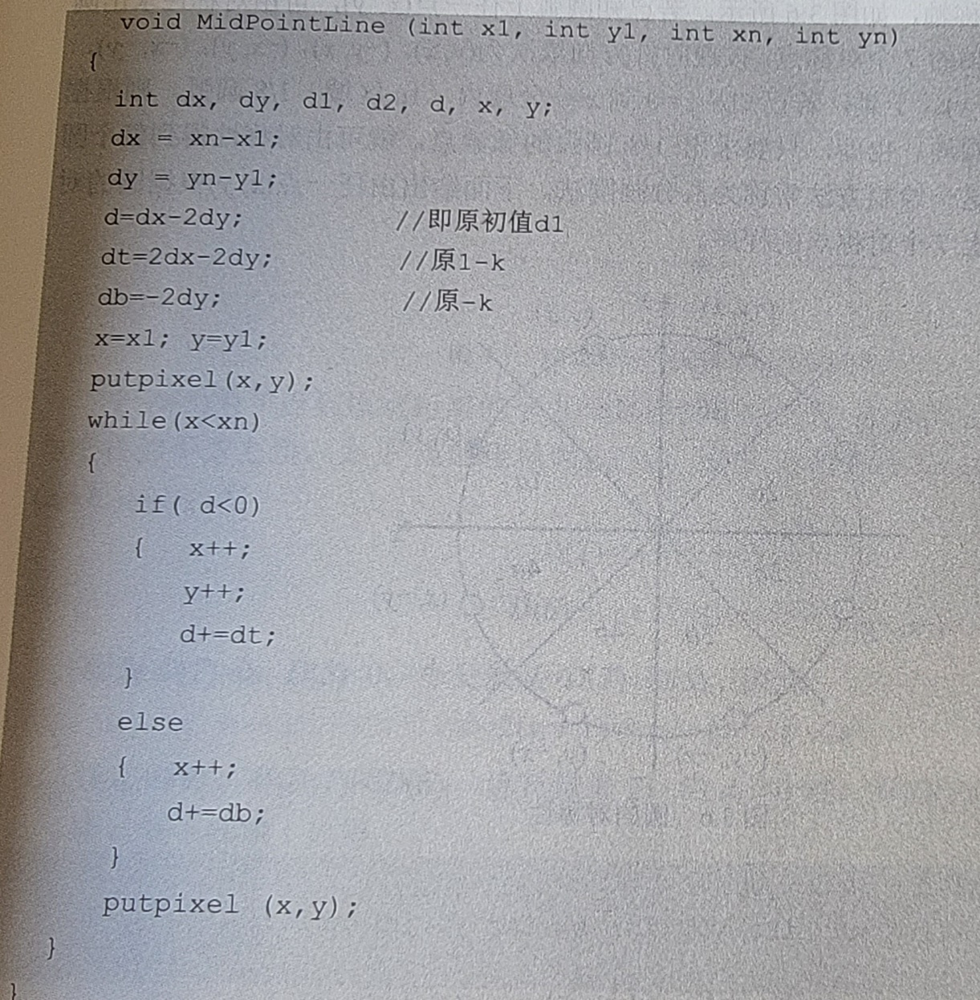 void MidPointLine (int x1, int y1, int xn, int yn)
{
int dx, dy, d1, d2, d, x, y;
dx = xn-x1;
dy = yn-y1;
d=dx-2dy; //即原初值d1
dt=2dx-2dy; //原1-k
db=-2dy; //原-k
x=x1; y=y1;
putpixel(x,y);
while(x<xn)
{
if( d<0)
{ x++;
y++;
d+=dt;
}
else
{ x++;
d+=db;
}
putpixel (x,y);
}
}